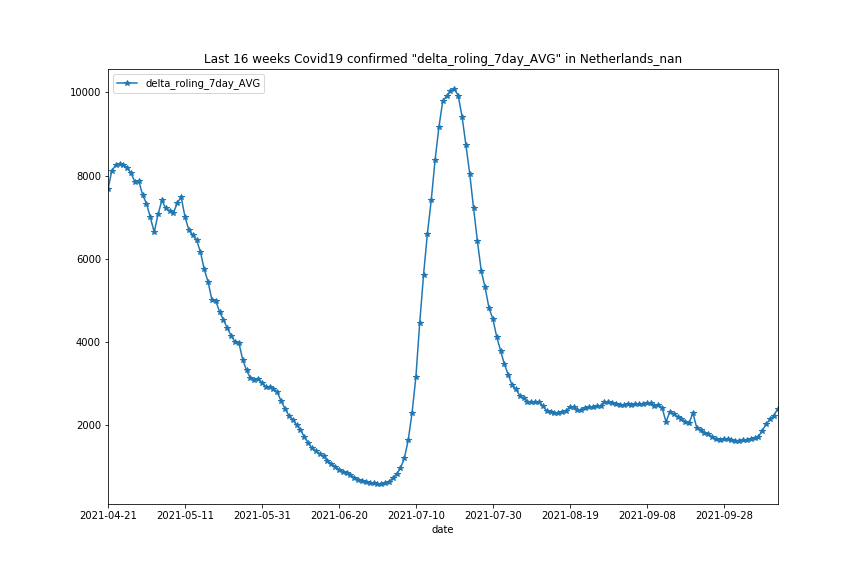 Last 16 weeks Covid19 confirmed "delta_roling_7day_AVG" in Netherlands_nan
delta_roling_7day_AVG
10000
8000
6000
4000
2000
2021-04-21 2021-05-11 2021-05-31 2021-06-20 2021-07-10 2021-07-30 2021-08-19 2021-09-08 2021-09-28
date